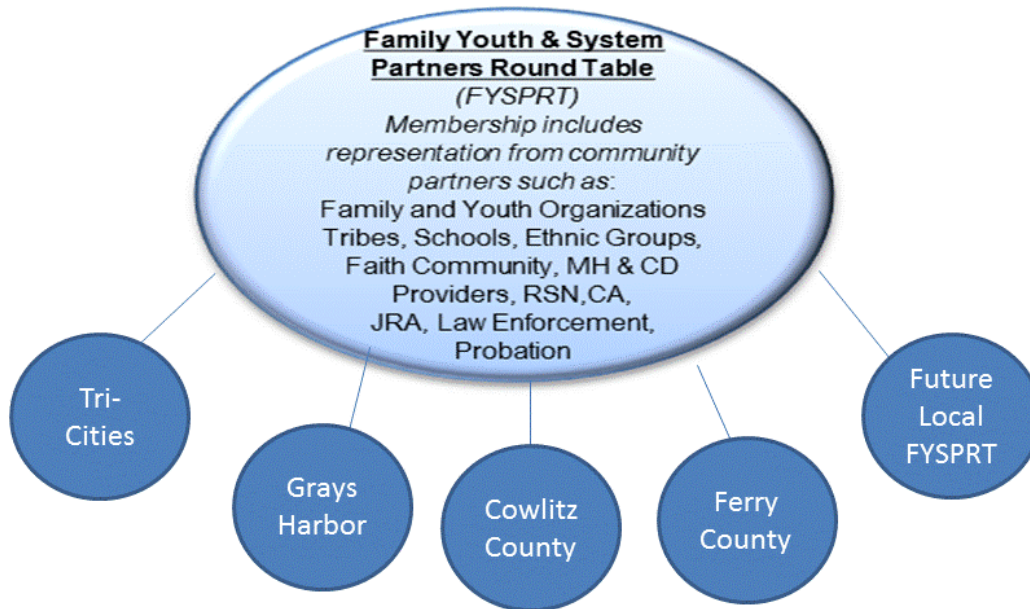 Family Youth & System
Partners Round Table
(FYSPRT)
Membership includes
representation from community
partners such as:
Family and Youth Organizations
Tribes, Schools, Ethnic Groups,
Faith Community, MH & CD
Providers, RSN,CA,
JRA, Law Enforcement,
Probation
Tri-
Cities
Grays
Harbor
Cowlitz
County
Ferry
County
Future
Local
FYSPRT